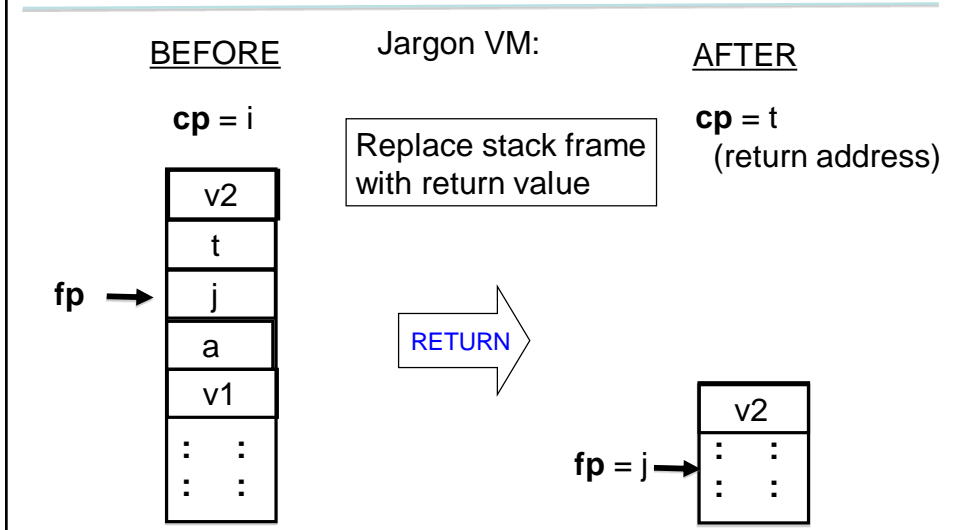 BEFORE
Jargon VM:
AFTER
cp = i
Replace stack frame
with return value
cp = t
(return address)
v2
t
fp
j
a
v1
: :
: :
RETURN
v2
fp = j
: :
: :